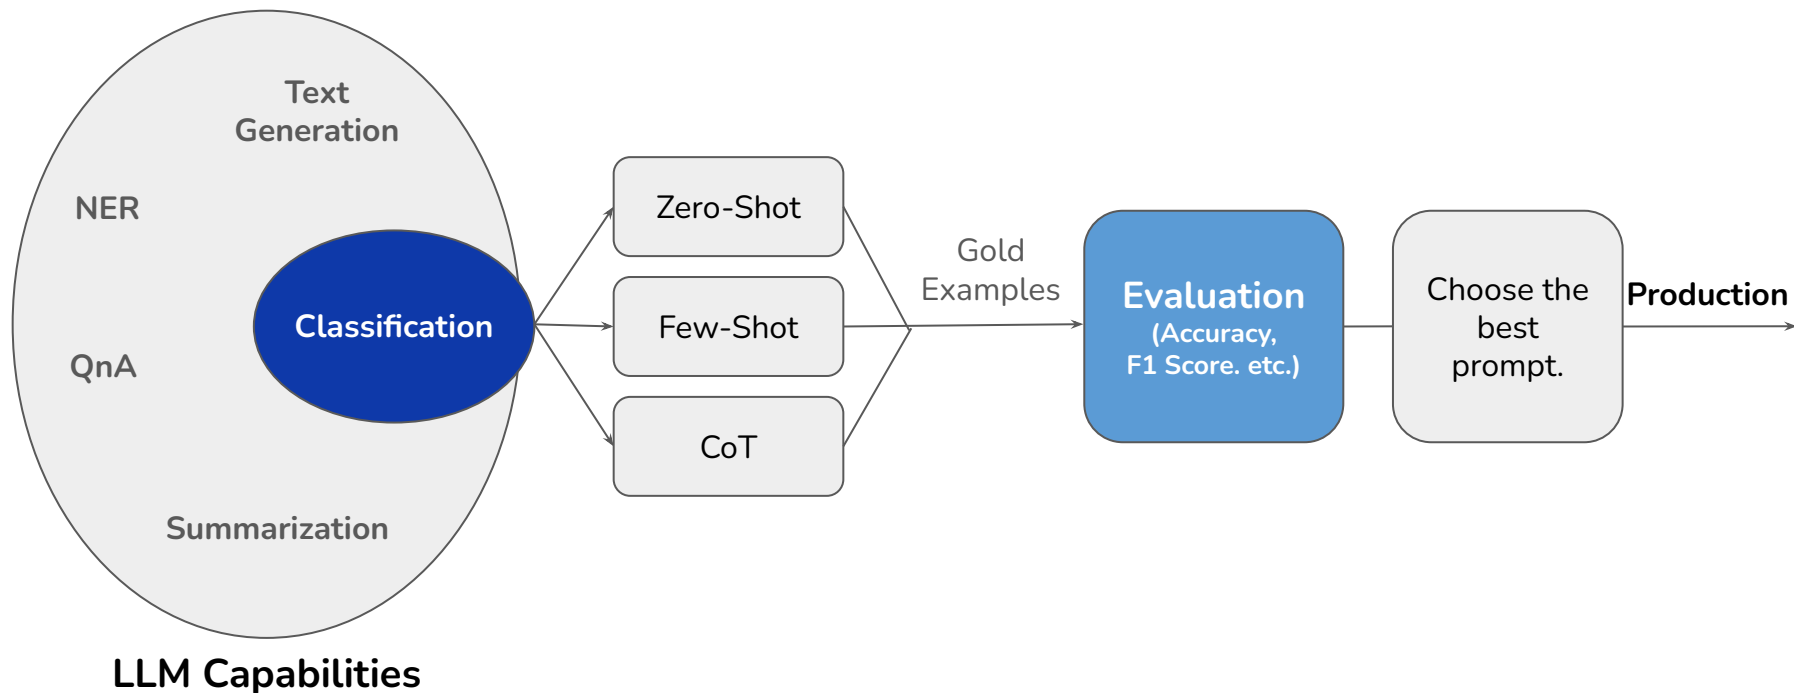 Text
Generation
NER
Classification
QnA
Summarization
LLM Capabilities
Zero-Shot
Few-Shot
CoT
Gold
Examples
Evaluation
(Accuracy,
F1 Score. etc.)
Choose the
best
prompt.
Production